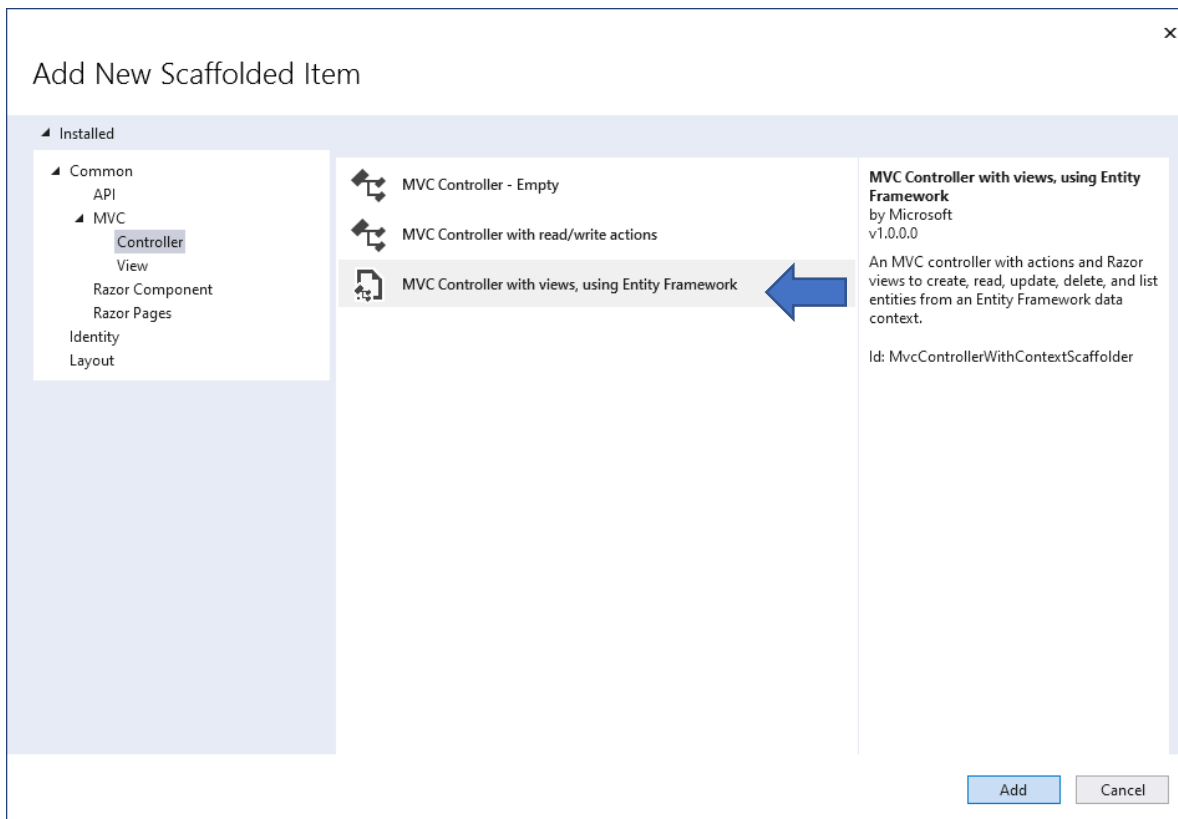 Add New Scaffolded Item
Installed
Common
API
MVC
Controller
View
Razor Component
Razor Pages
Identity
Layout
MVC Controller - Empty
MVC Controller with read/write actions
MVC Controller with views, using Entity Framework
MVC Controller with views, using Entity
Framework
by Microsoft
v1.0.0.0
An MVC controller with actions and Razor
views to create, read, update, delete, and list
entities from an Entity Framework data
context.
Id: MvcControllerWithContextScaffolder
Add
Cancel